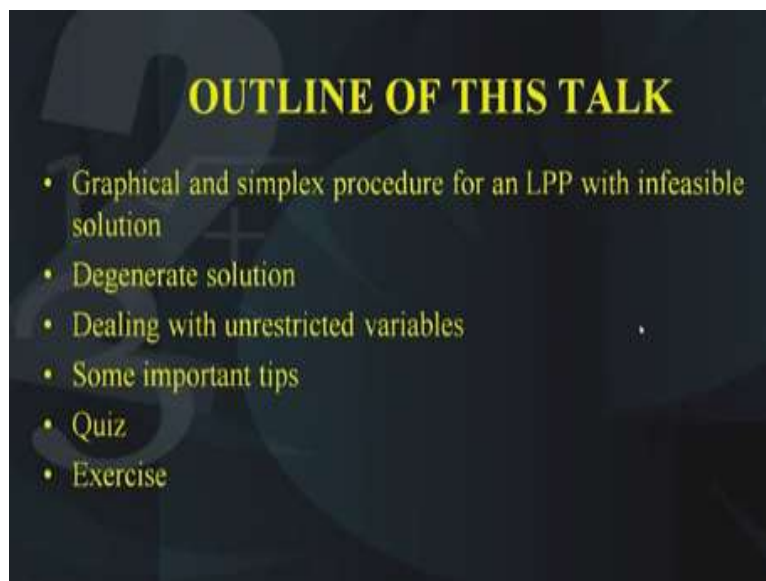 OUTLINE OF THIS TALK
• Graphical and simplex procedure for an LPP with infeasible
solution
• Degenerate solution
• Dealing with unrestricted variables
• Some important tips
• Quiz
• Exercise